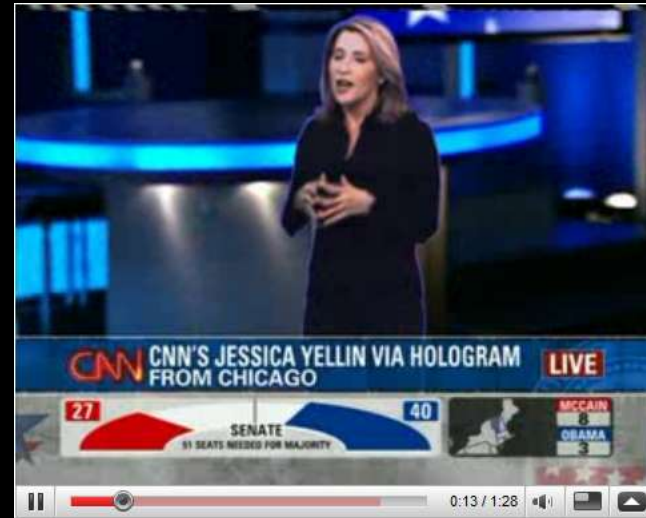 CNN CNN'S JESSICA YELLIN VIA HOLOGRAM
FROM CHICAGO
LIVE
27
40
SENATE
51 SEATS NEEDED FOR MAJORITY
MCCAIN
8
OBAMA
3
0:13 / 1:28